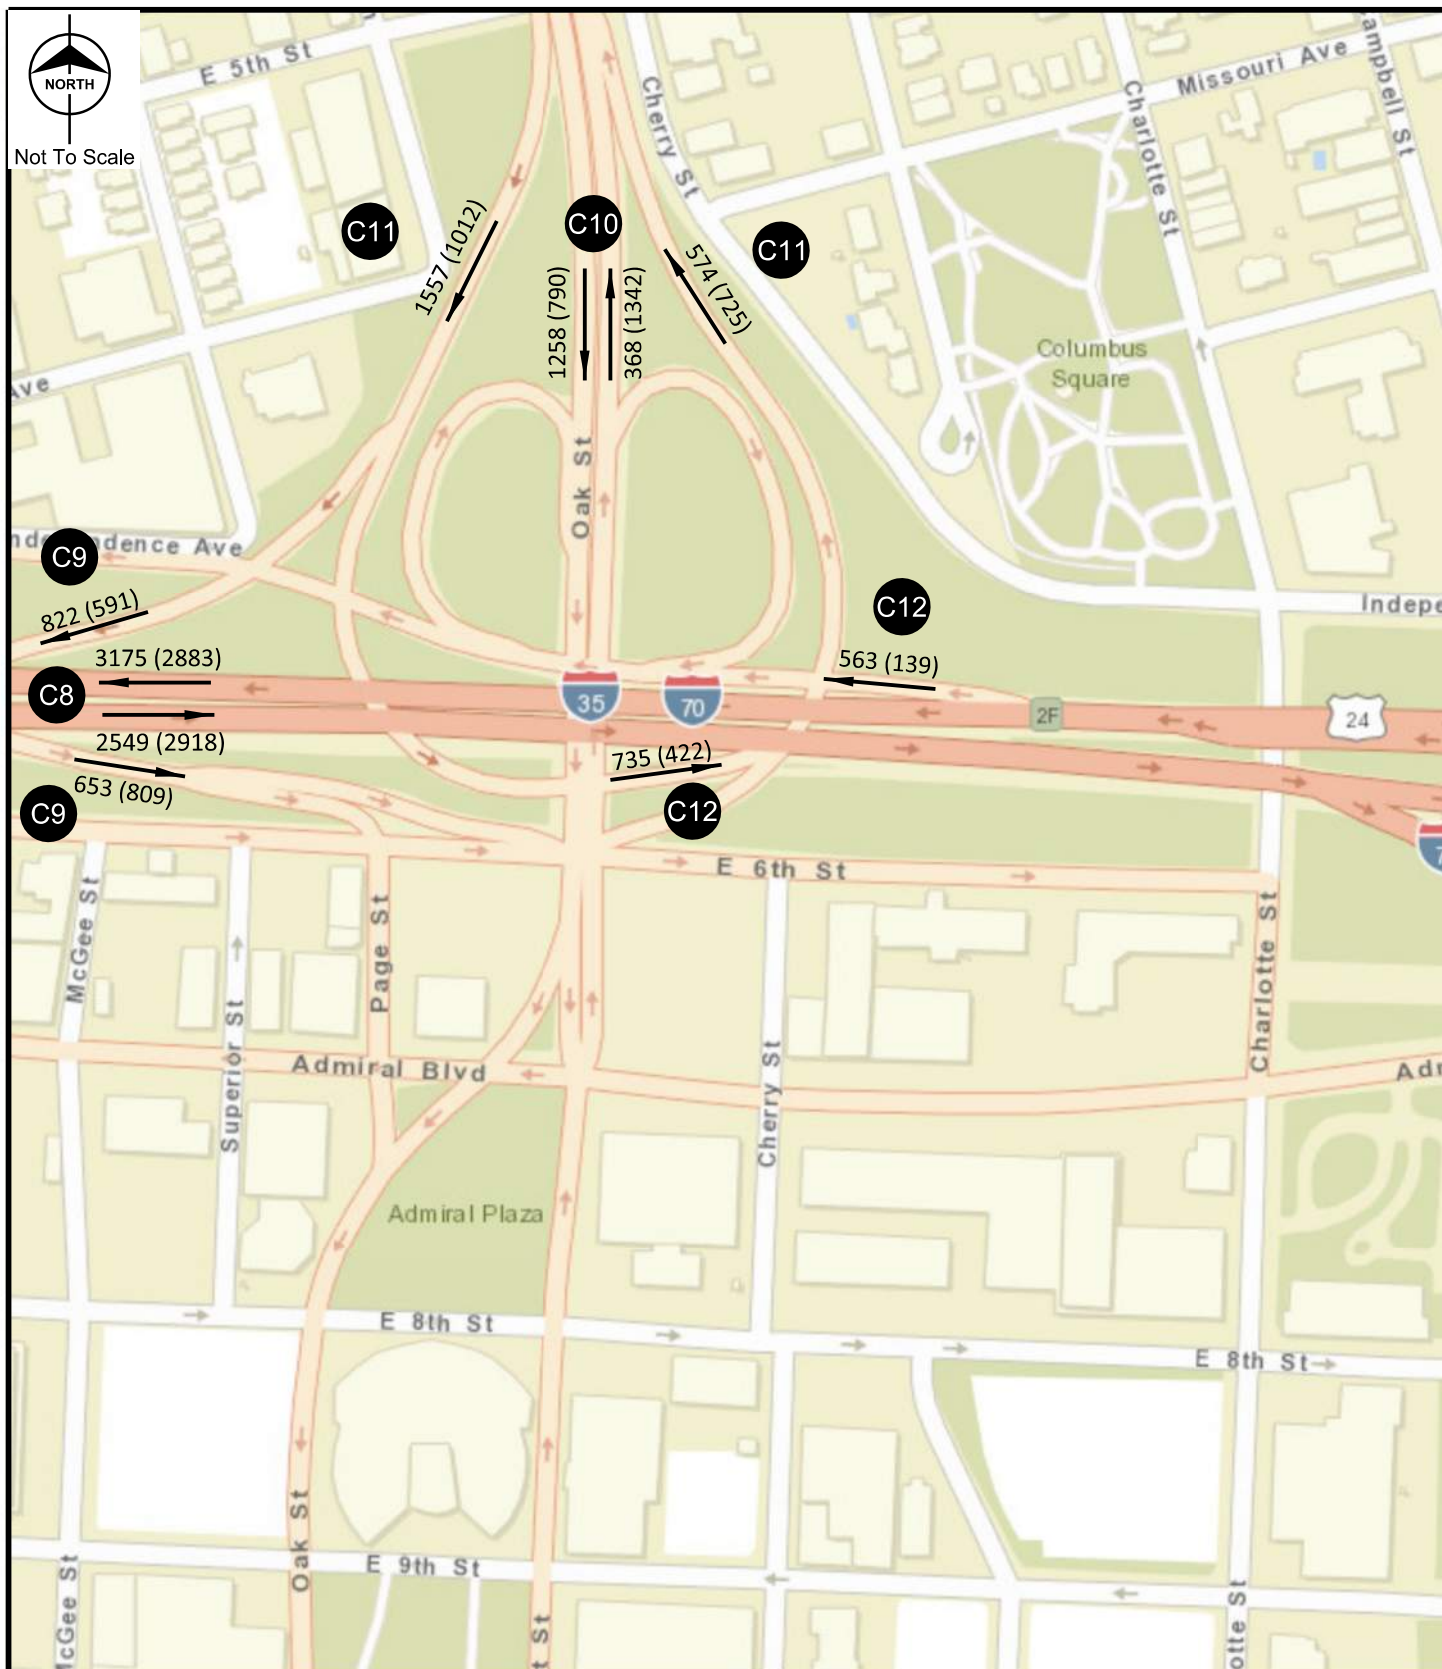 NORTH
Not To Scale
E 5th St
Cherry St
Missouri Ave
Charlotte St
ampbell St
C11
C10
C11
1557 (1012)
1258 (790)
368 (1342)
574 (725)
Columbus
Square
Ave
Oak St
C9
ndependence Ave
C12
Indepe
822 (591)
3175 (2883)
563 (139)
C8
35
70
2F
24
2549 (2918)
735 (422)
653 (809)
C9
C12
7
E 6th St
McGee St
Page St
Charlotte St
Superior St
Admiral Blvd
Cherry St
Adr
Admiral Plaza
E 8th St
E 8th St
Oak St
E 9th St
McGee St
t St
otte St